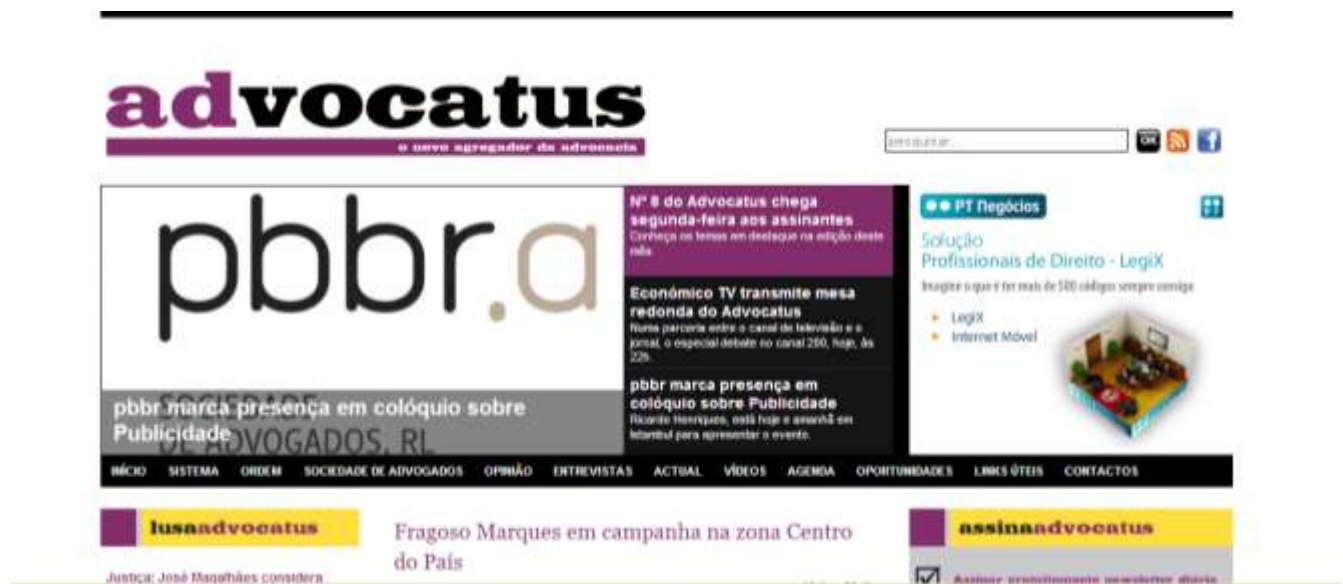 advocatus
o novo agregador da advocacia
pesquisar...
OK
pbbr.a
SOCIEDADE
DE ADVOGADOS, RL
pbbr marca presença em colóquio sobre
Publicidade
Nº 8 do Advocatus chega
segunda-feira aos assinantes
Conheça os temas em destaque na edição deste
mês.
Económico TV transmite mesa
redonda do Advocatus
Numa parceria entre o canal de televisão e o
jornal, o especial debate no canal 200, hoje, às
22h.
pbbr marca presença em
colóquio sobre Publicidade
Ricardo Henriques, está hoje e amanhã em
Istambul para apresentar o evento.
PT Negócios
Solução
Profissionais de Direito - LegiX
Imagine o que é ter mais de 500 códigos sempre consigo
LegiX
Internet Móvel
INÍCIO SISTEMA ORDEM SOCIEDADE DE ADVOGADOS OPINIÃO ENTREVISTAS ACTUAL VÍDEOS AGENDA OPORTUNIDADES LINKS ÚTEIS CONTACTOS
lusaadvocatus
Justiça: José Magalhães considera
Fragoso Marques em campanha na zona Centro
do País
assinaadvocatus
Assinar gratuitamente newsletter diária